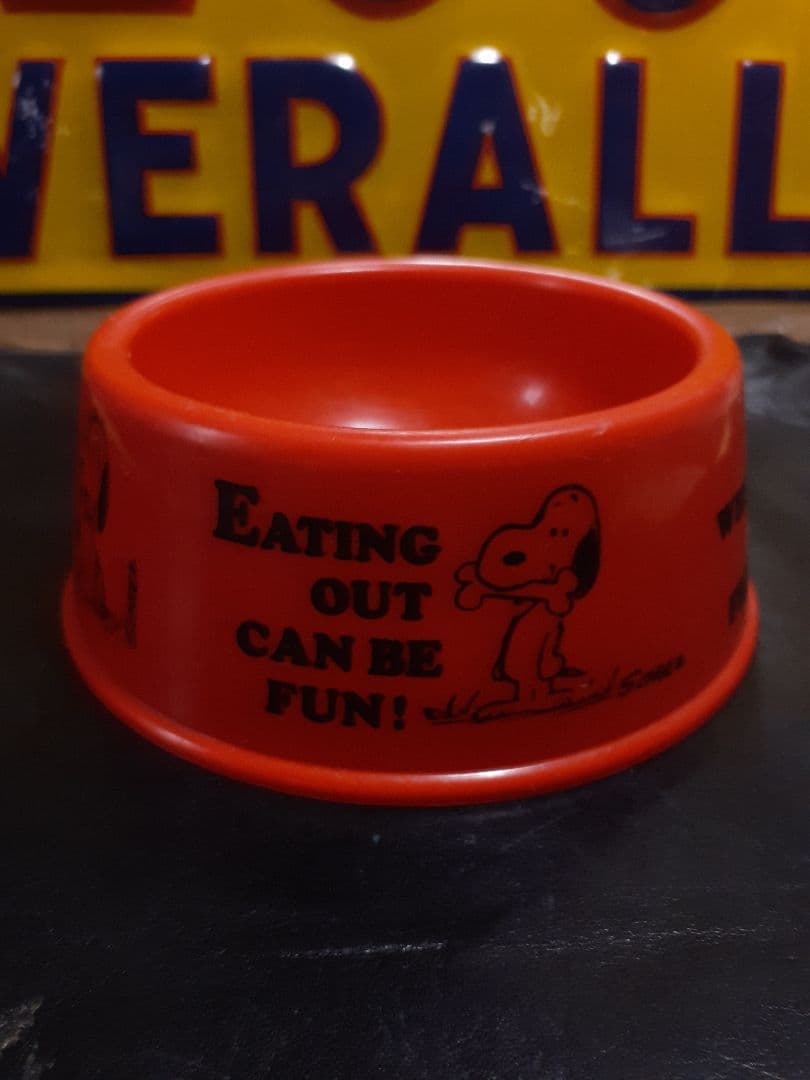 VERALL
EATING
OUT
CAN BE
FUN!